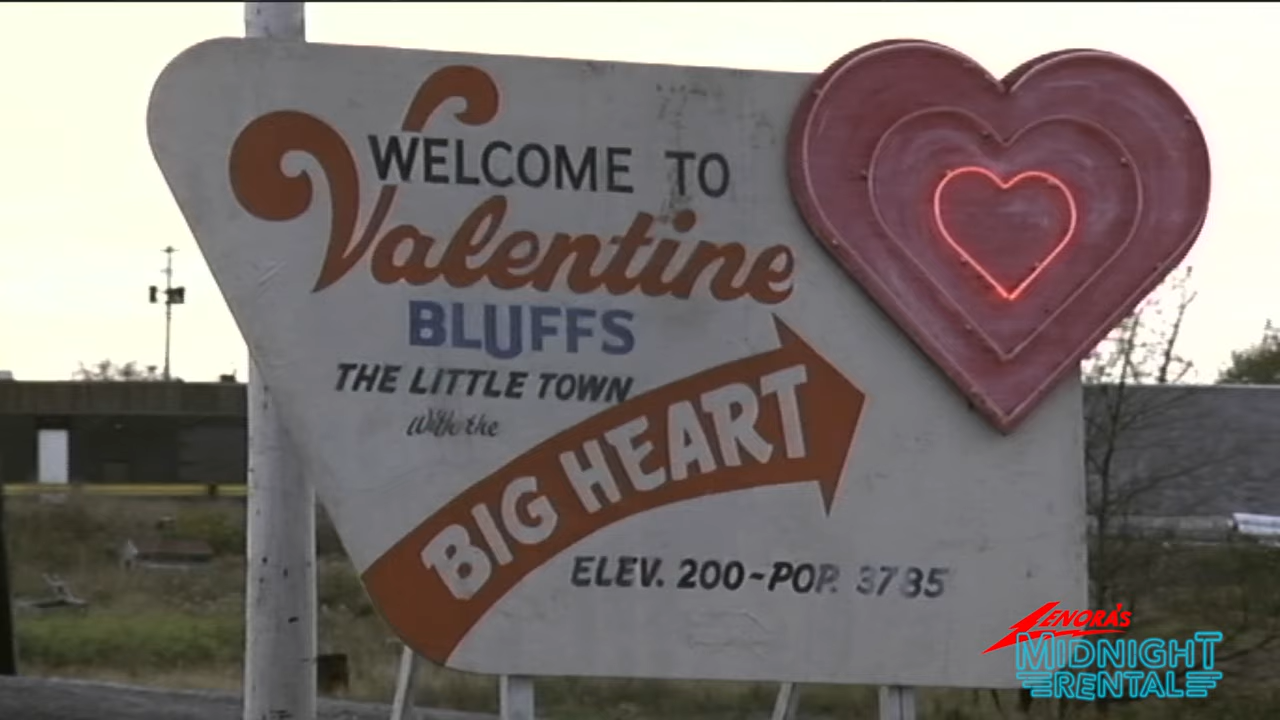 WELCOME TO
Valentine
BLUFFS
THE LITTLE TOWN
With the
BIG HEART
ELEV. 200~POP. 3785
LENORA'S
MIDNIGHT
RENTAL